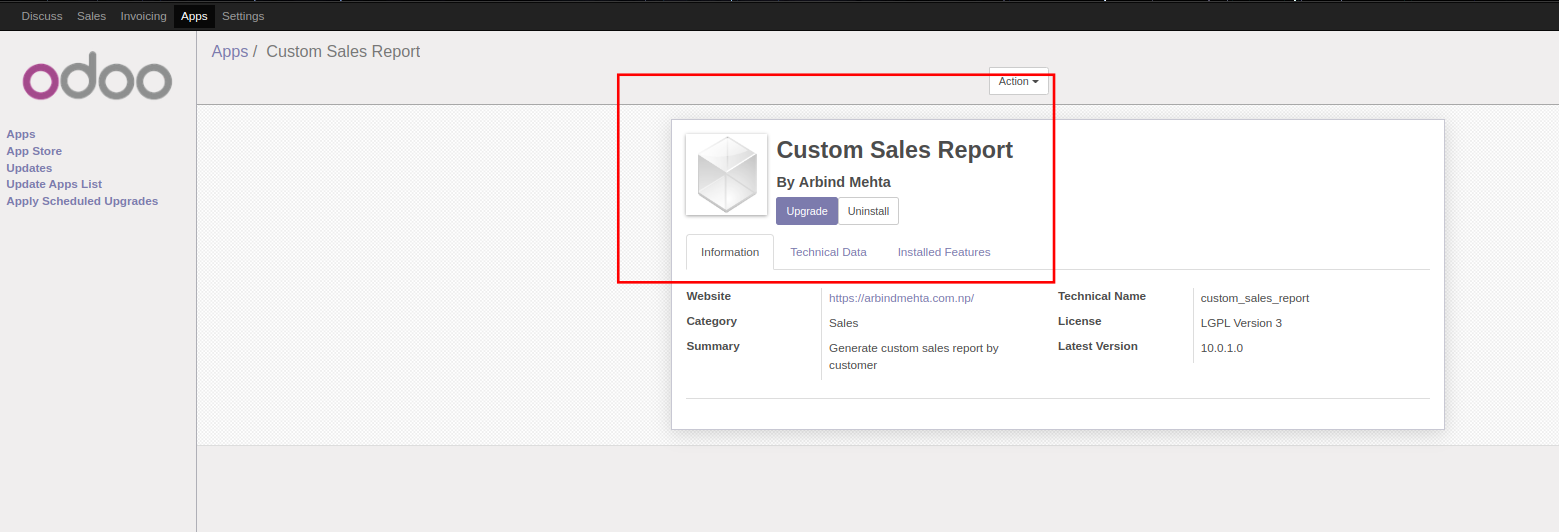 Discuss Sales Invoicing Apps Settings
odoo
Apps
App Store
Updates
Update Apps List
Apply Scheduled Upgrades
Apps / Custom Sales Report
Action
Custom Sales Report
By Arbind Mehta
Upgrade Uninstall
Information Technical Data Installed Features
Website https://arbindmehta.com.np/
Category Sales
Summary Generate custom sales report by
customer
Technical Name custom_sales_report
License LGPL Version 3
Latest Version 10.0.1.0